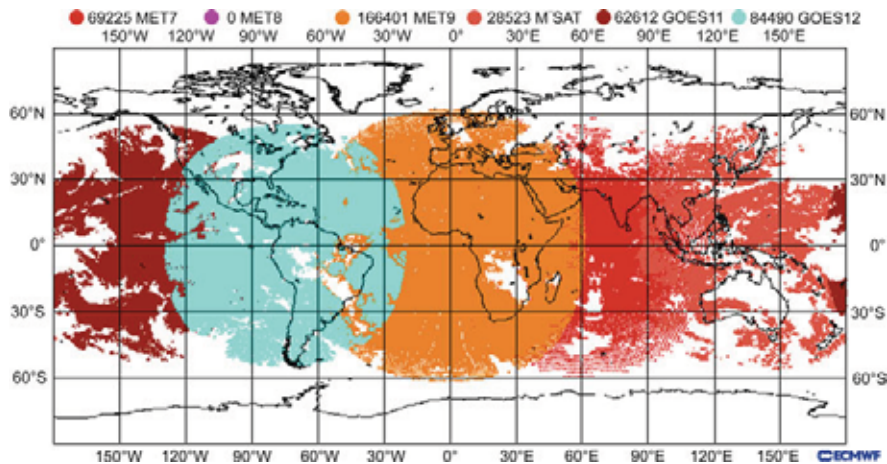 69225 MET7 0 MET8 166401 MET9 28523 M˜SAT 62612 GOES11 84490 GOES12
150°W 120°W 90°W 60°W 30°W 0° 30°E 60°E 90°E 120°E 150°E
60°N 60°N
30°N 30°N
0° 0°
30°S 30°S
60°S 60°S
150°W 120°W 90°W 60°W 30°W 0° 30°E 60°E 90°E 120°E 150°E
ECMWF